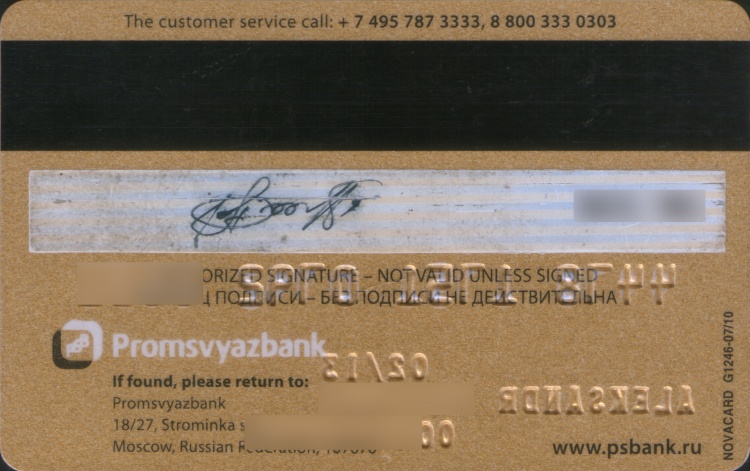 The customer service call: + 7 495 787 3333, 8 800 333 0303
ORIZED SIGNATURE – NOT VALID UNLESS SIGNED
ПОДПИСИ – БЕЗ ПОДПИСИ НЕ ДЕЙСТВИТЕЛЬНА
Promsvyazbank
If found, please return to:
Promsvyazbank
18/27, Strominka s
Moscow, Russian
ALEKSANDR
www.psbank.ru
NOVACARD G1246-07/10